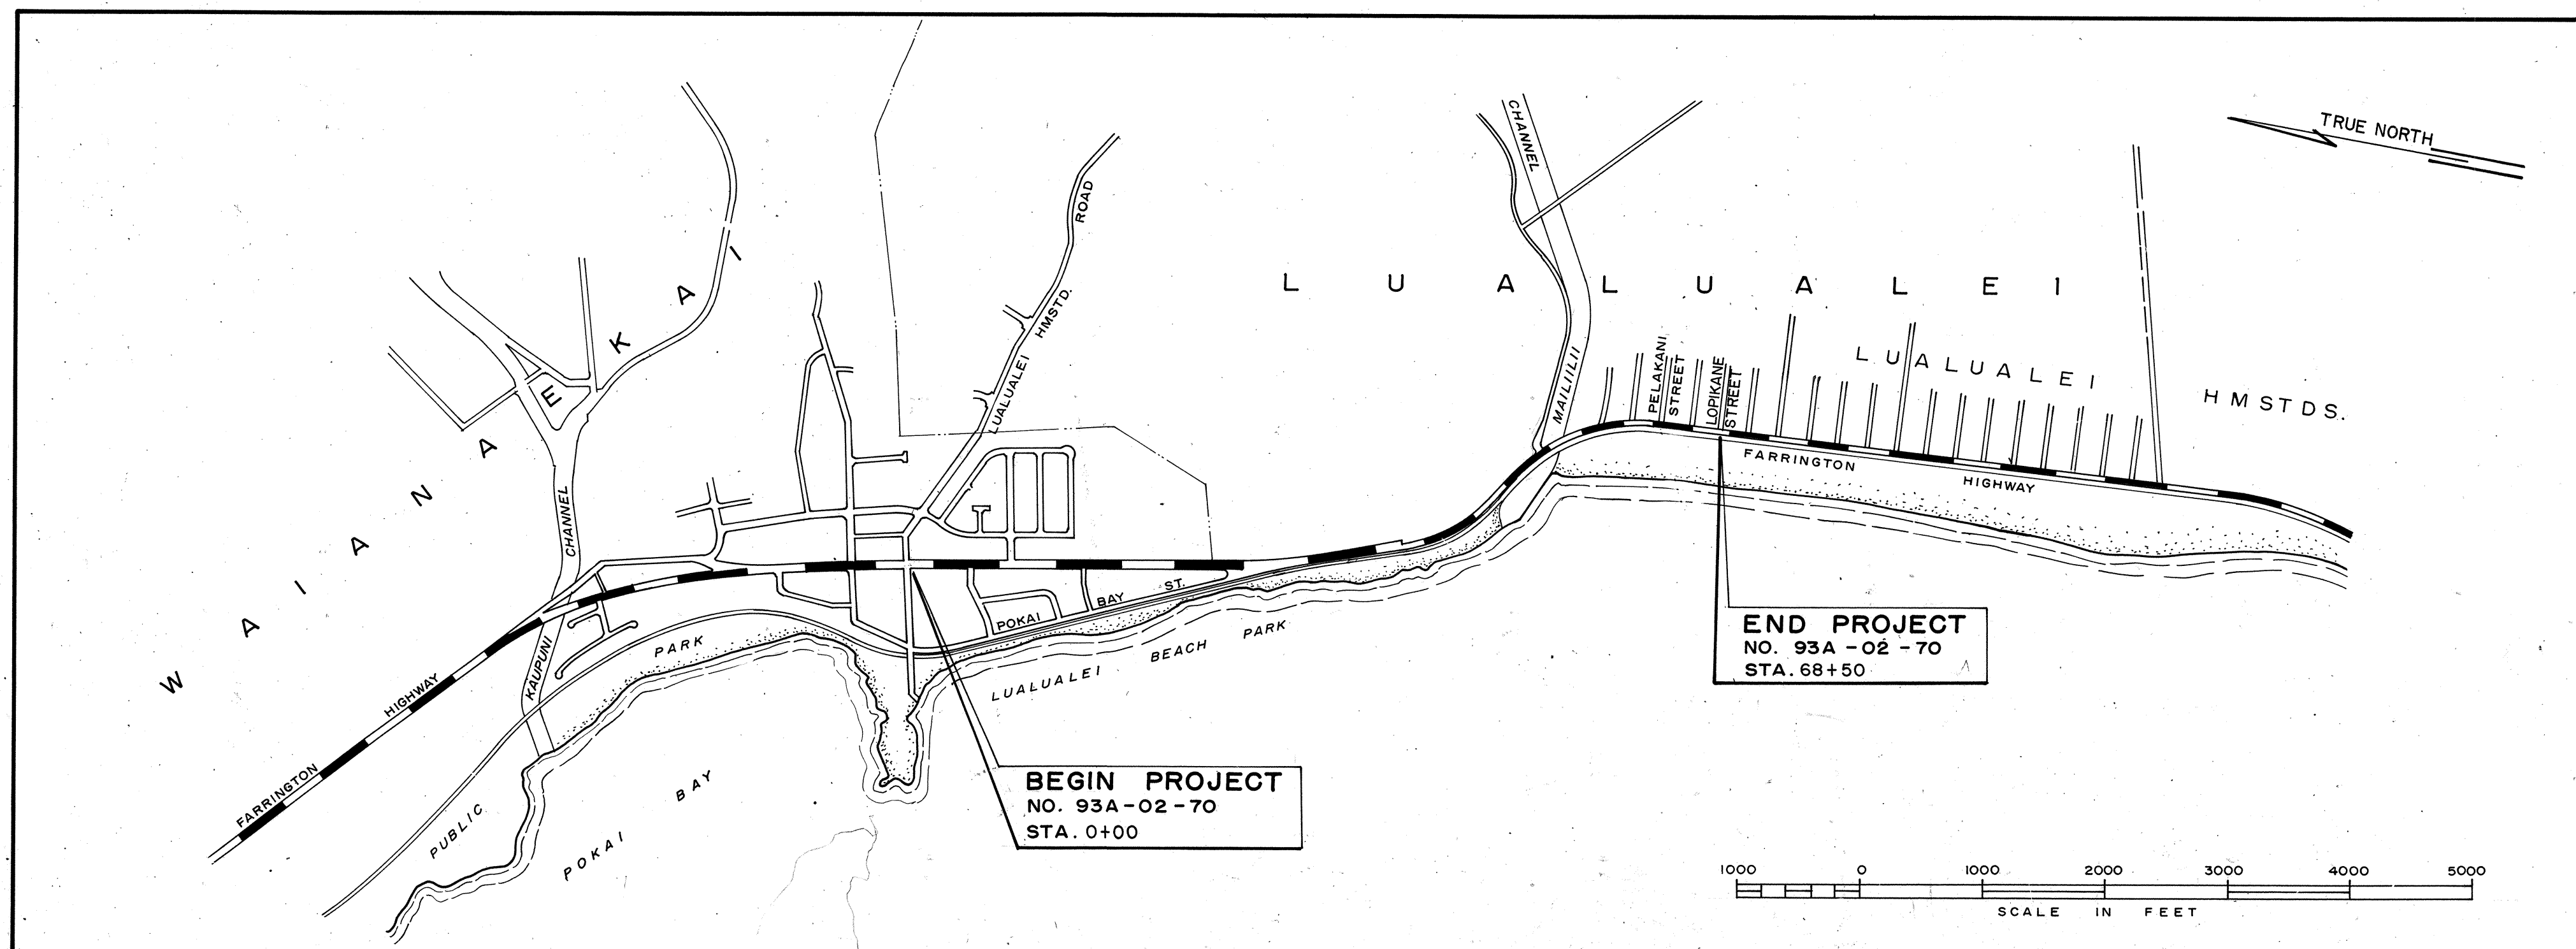 TRUE NORTH
CHANNEL
ROAD
HMSTD.
LUALUALEI
W A I A N A E K A I
L U A L U A L E I
L U A L U A L E I
HMSTDS.
MAILIILII
PELAKANI
STREET
LOPIKANE
STREET
FARRINGTON
HIGHWAY
CHANNEL
KAUPUNI
HIGHWAY
FARRINGTON
POKAI
BAY
ST.
PARK
PUBLIC
LUALUALEI
BEACH
PARK
POKAI
BAY
END PROJECT
NO. 93A-02-70
STA. 68+50
BEGIN PROJECT
NO. 93A-02-70
STA. 0+00
1000 0 1000 2000 3000 4000 5000
SCALE IN FEET